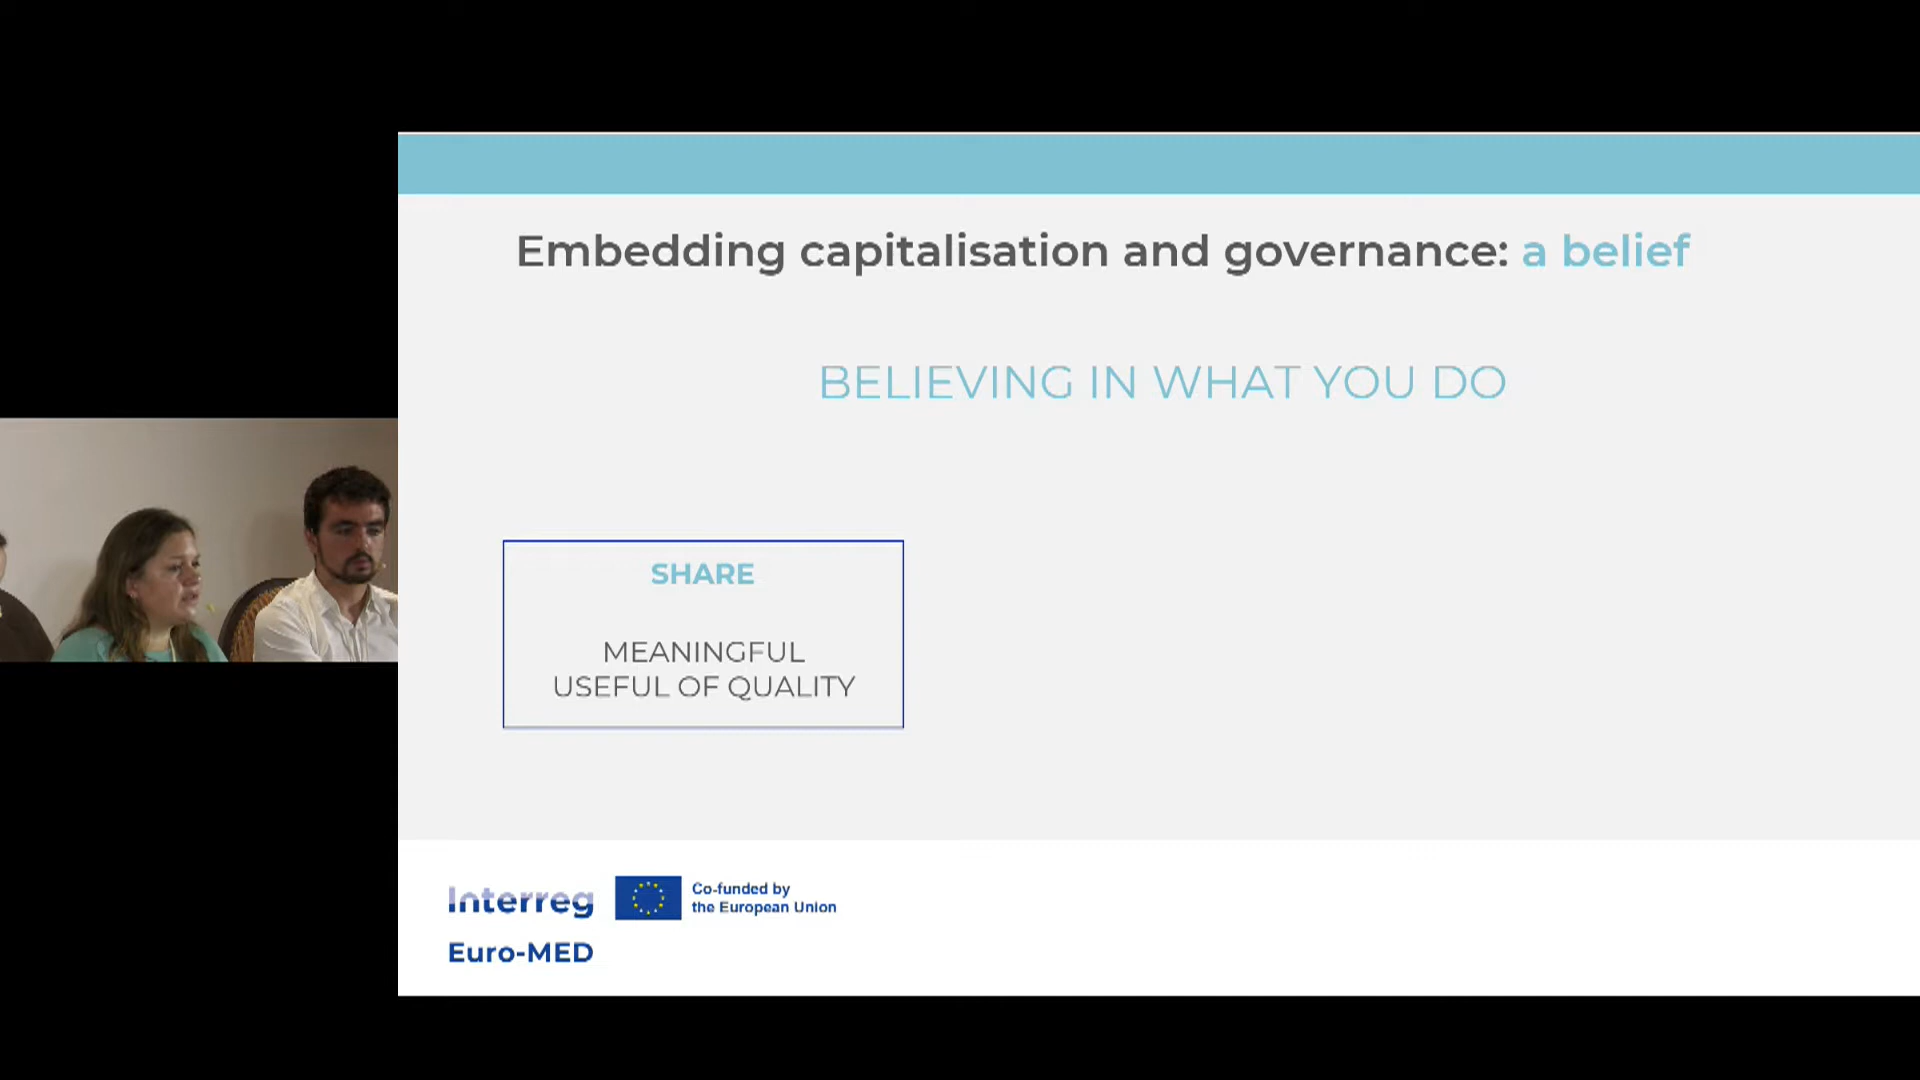 Embedding capitalisation and governance: a belief
BELIEVING IN WHAT YOU DO
SHARE
MEANINGFUL
USEFUL OF QUALITY
Interreg
Co-funded by
the European Union
Euro-MED